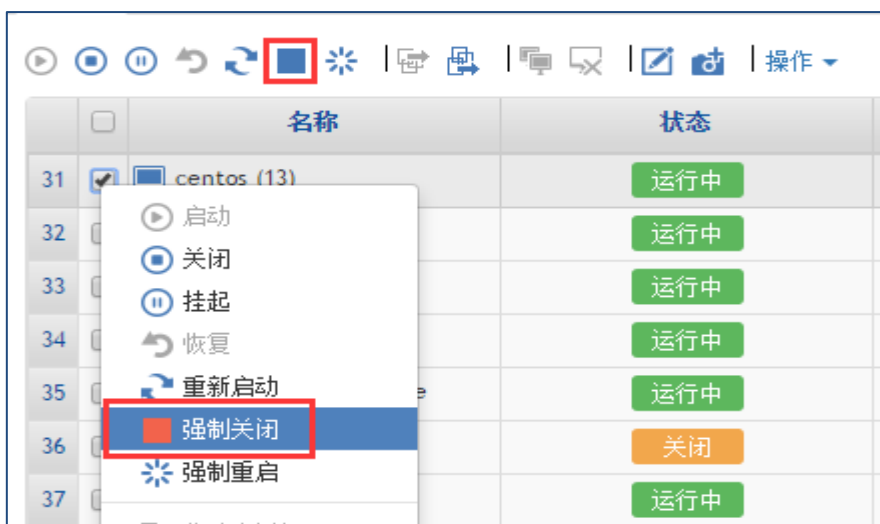 操作
名称 状态
31 centos (13) 运行中
启动
32 运行中
关闭
33 运行中
挂起
34 恢复 运行中
35 重新启动 e 运行中
强制关闭
36 关闭
强制重启
37 运行中